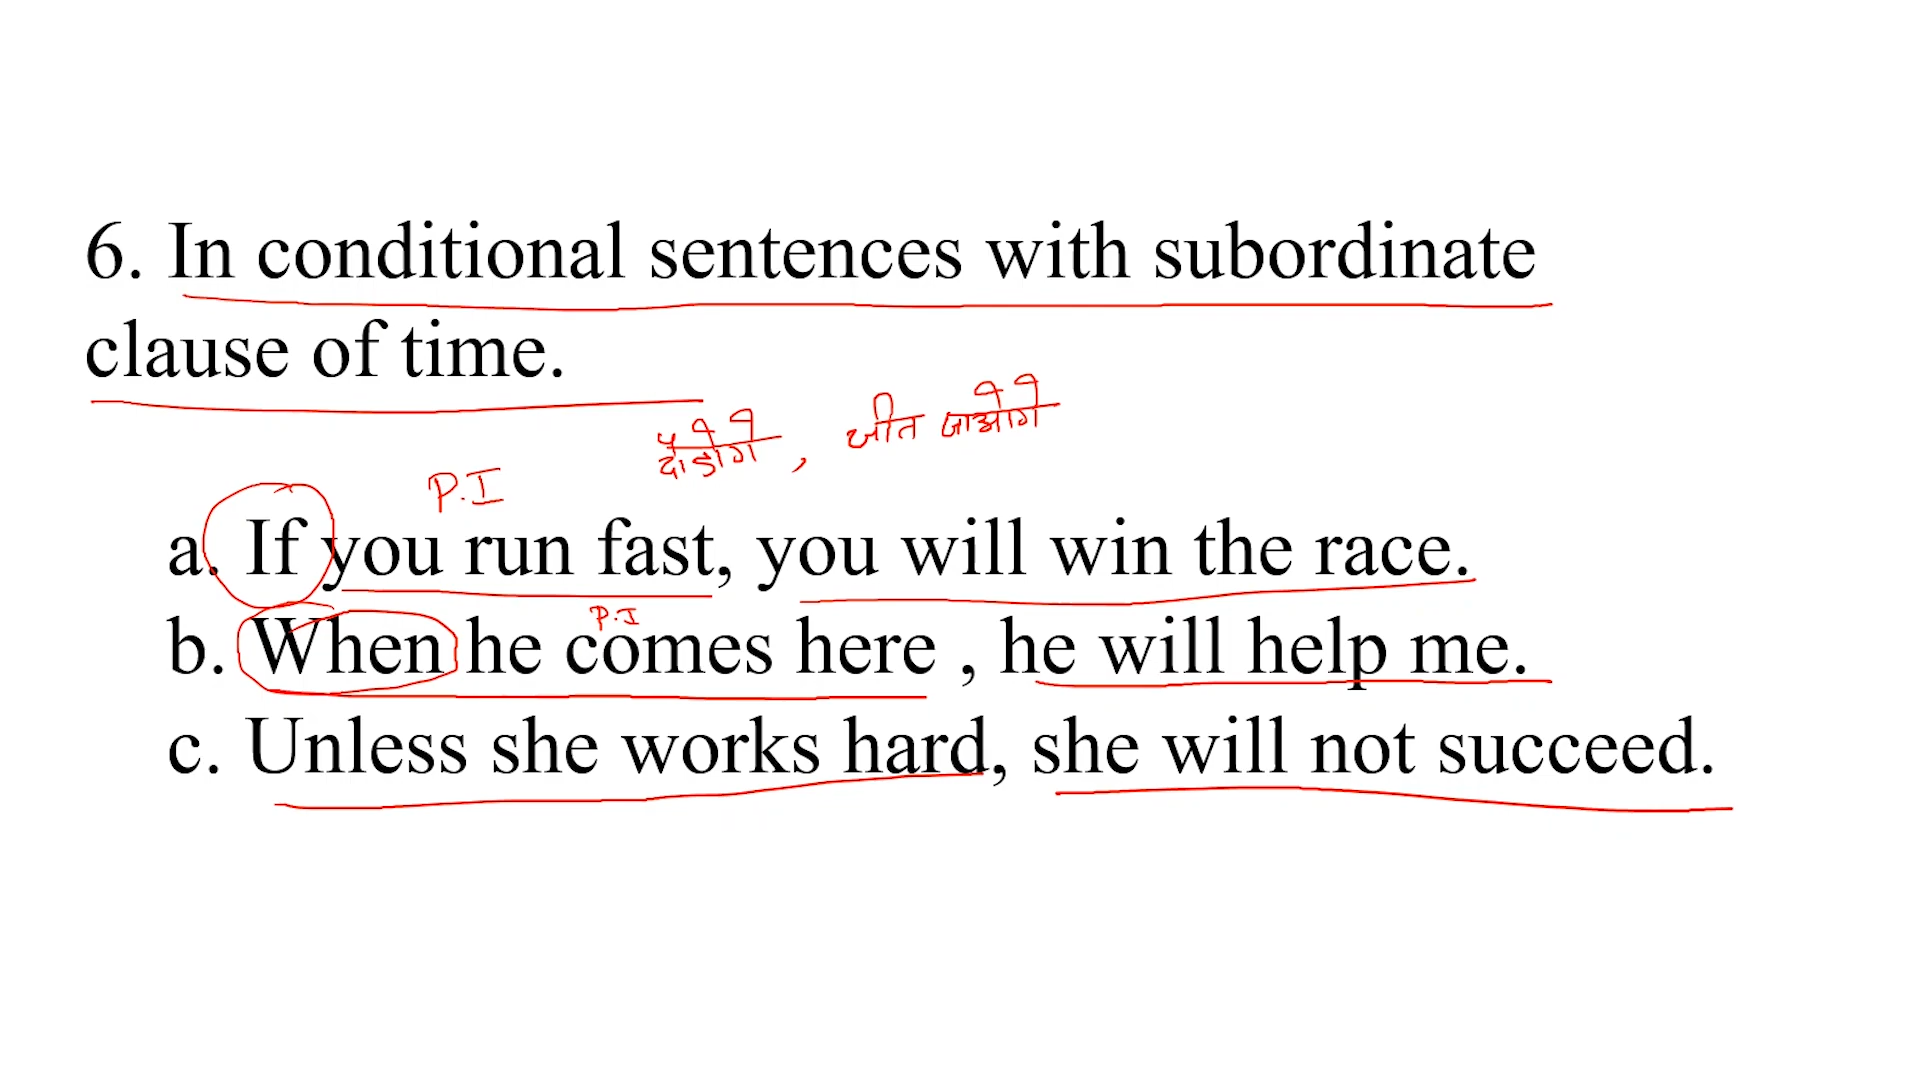 6. In conditional sentences with subordinate
clause of time.
दौडोगे, जीत जाओगे
P.I
a. If you run fast, you will win the race.
P.I
b. When he comes here , he will help me.
c. Unless she works hard, she will not succeed.